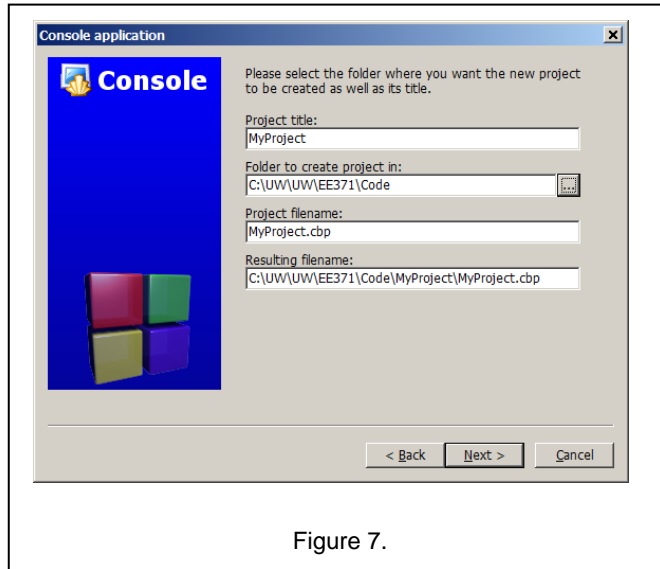 Console application
Console
Please select the folder where you want the new project
to be created as well as its title.
Project title:
MyProject
Folder to create project in:
C:\UW\UW\EE371\Code
...
Project filename:
MyProject.cbp
Resulting filename:
C:\UW\UW\EE371\Code\MyProject\MyProject.cbp
< Back
Next >
Cancel
Figure 7.